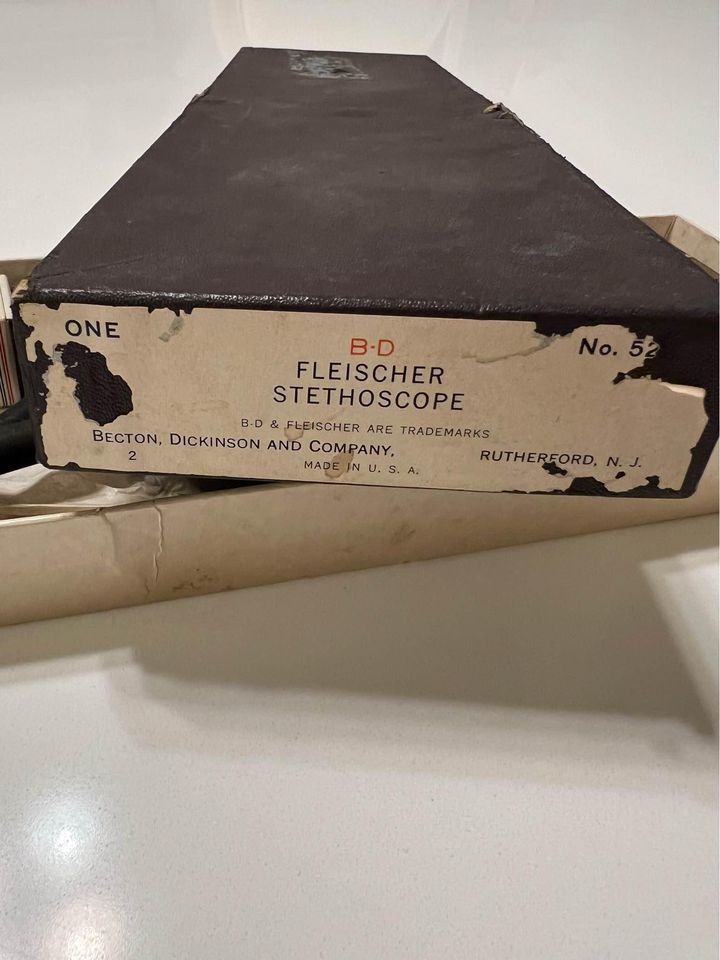 ONE
B-D
No. 52
FLEISCHER
STETHOSCOPE
B-D & FLEISCHER ARE TRADEMARKS
BECTON, DICKINSON AND COMPANY, RUTHERFORD, N. J.
2
MADE IN U. S. A.